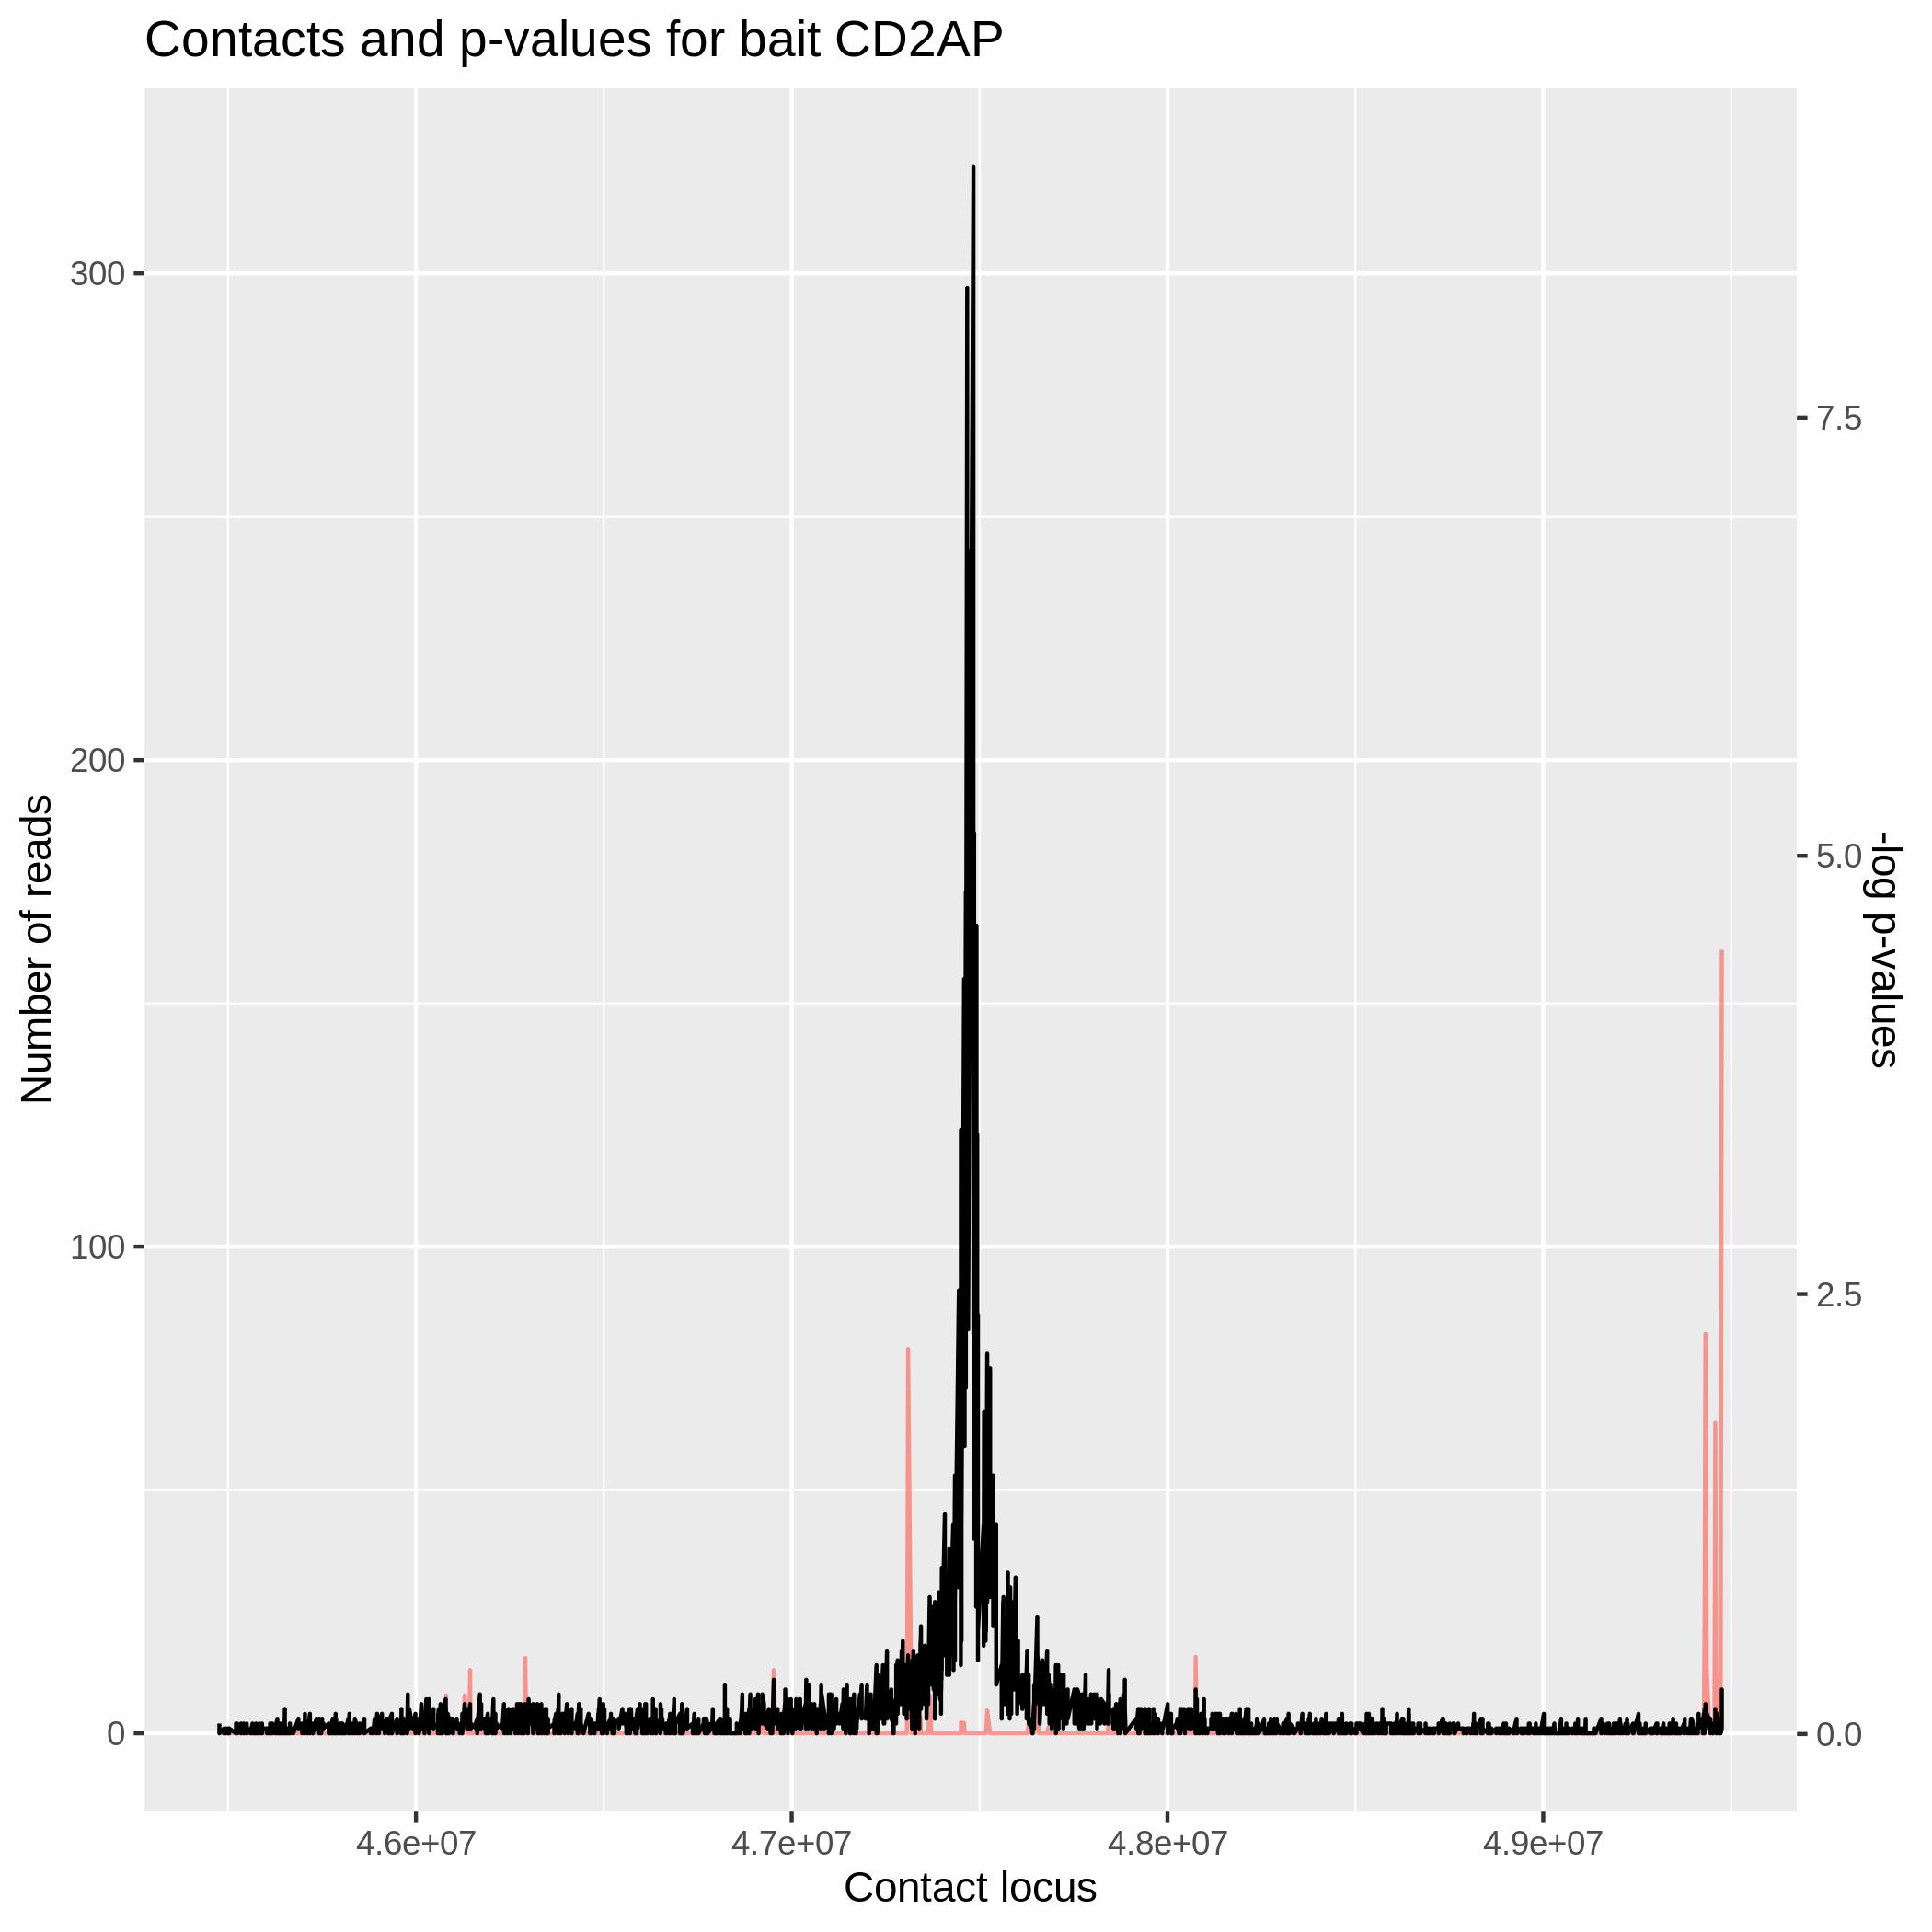 Contacts and p-values for bait CD2AP
300
200
100
0
Number of reads
7.5
5.0
2.5
0.0
-log p-values
4.6e+07 4.7e+07 4.8e+07 4.9e+07
Contact locus